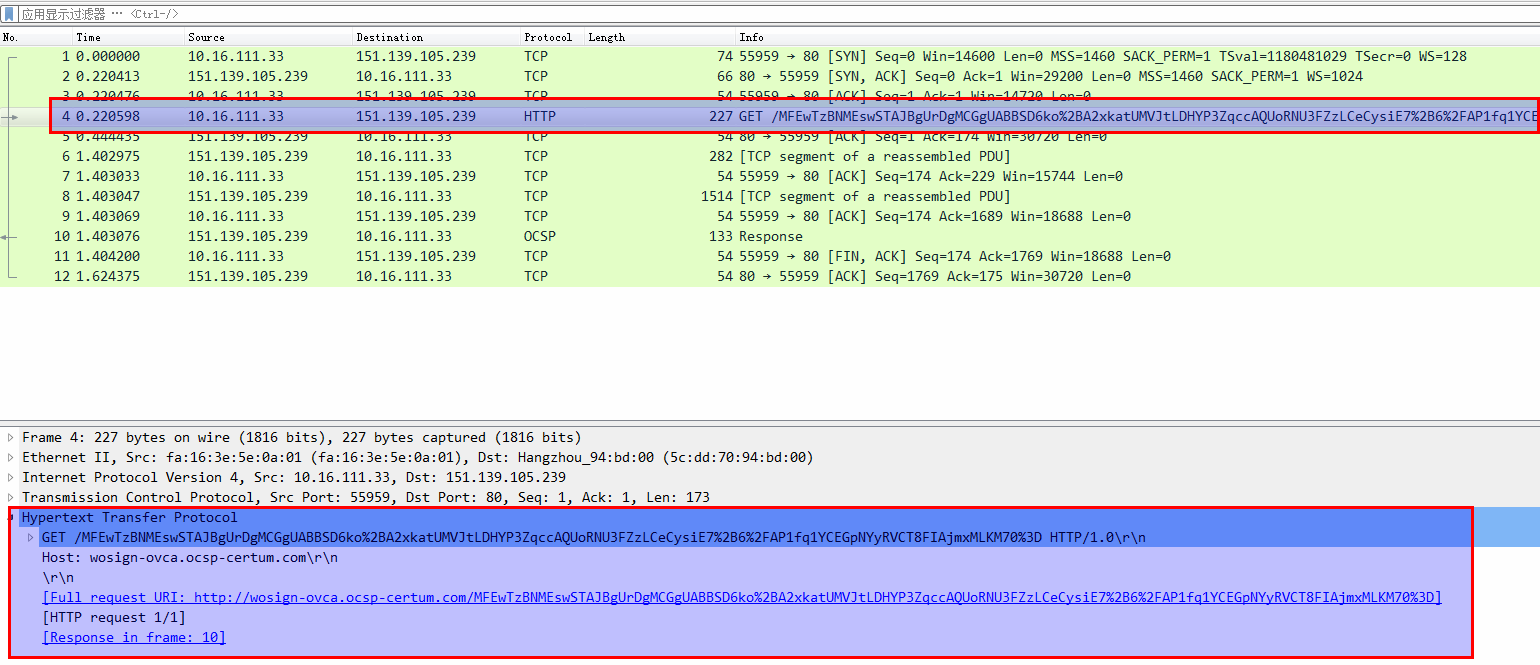 应用显示过滤器 … <Ctrl-/>
No. Time Source Destination Protocol Length Info
1 0.000000 10.16.111.33 151.139.105.239 TCP 74 55959 → 80 [SYN] Seq=0 Win=14600 Len=0 MSS=1460 SACK_PERM=1 TSval=1180481029 TSecr=0 WS=128
2 0.220413 151.139.105.239 10.16.111.33 TCP 66 80 → 55959 [SYN, ACK] Seq=0 Ack=1 Win=29200 Len=0 MSS=1460 SACK_PERM=1 WS=1024
3 0.220476 10.16.111.33 151.139.105.239 TCP 54 55959 → 80 [ACK] Seq=1 Ack=1 Win=14720 Len=0
4 0.220598 10.16.111.33 151.139.105.239 HTTP 227 GET /MFEwTzBNMEswSTAJBgUrDgMCGgUABBSD6ko%2BA2xkatUMVJtLDHYP3ZqccAQUoRNU3FZzLCeCysiE7%2B6%2FAP1fq1YCE
5 0.444435 151.139.105.239 10.16.111.33 TCP 54 80 → 55959 [ACK] Seq=1 Ack=174 Win=30720 Len=0
6 1.402975 151.139.105.239 10.16.111.33 TCP 282 [TCP segment of a reassembled PDU]
7 1.403033 10.16.111.33 151.139.105.239 TCP 54 55959 → 80 [ACK] Seq=174 Ack=229 Win=15744 Len=0
8 1.403047 151.139.105.239 10.16.111.33 TCP 1514 [TCP segment of a reassembled PDU]
9 1.403069 10.16.111.33 151.139.105.239 TCP 54 55959 → 80 [ACK] Seq=174 Ack=1689 Win=18688 Len=0
10 1.403076 151.139.105.239 10.16.111.33 OCSP 133 Response
11 1.404200 10.16.111.33 151.139.105.239 TCP 54 55959 → 80 [FIN, ACK] Seq=174 Ack=1769 Win=18688 Len=0
12 1.624375 151.139.105.239 10.16.111.33 TCP 54 80 → 55959 [ACK] Seq=1769 Ack=175 Win=30720 Len=0
Frame 4: 227 bytes on wire (1816 bits), 227 bytes captured (1816 bits)
Ethernet II, Src: fa:16:3e:5e:0a:01 (fa:16:3e:5e:0a:01), Dst: Hangzhou_94:bd:00 (5c:dd:70:94:bd:00)
Internet Protocol Version 4, Src: 10.16.111.33, Dst: 151.139.105.239
Transmission Control Protocol, Src Port: 55959, Dst Port: 80, Seq: 1, Ack: 1, Len: 173
Hypertext Transfer Protocol
GET /MFEwTzBNMEswSTAJBgUrDgMCGgUABBSD6ko%2BA2xkatUMVJtLDHYP3ZqccAQUoRNU3FZzLCeCysiE7%2B6%2FAP1fq1YCEGpNYyRVCT8FIAjmxMLKM70%3D HTTP/1.0\r\n
Host: wosign-ovca.ocsp-certum.com\r\n
\r\n
[Full request URI: http://wosign-ovca.ocsp-certum.com/MFEwTzBNMEswSTAJBgUrDgMCGgUABBSD6ko%2BA2xkatUMVJtLDHYP3ZqccAQUoRNU3FZzLCeCysiE7%2B6%2FAP1fq1YCEGpNYyRVCT8FIAjmxMLKM70%3D]
[HTTP request 1/1]
[Response in frame: 10]